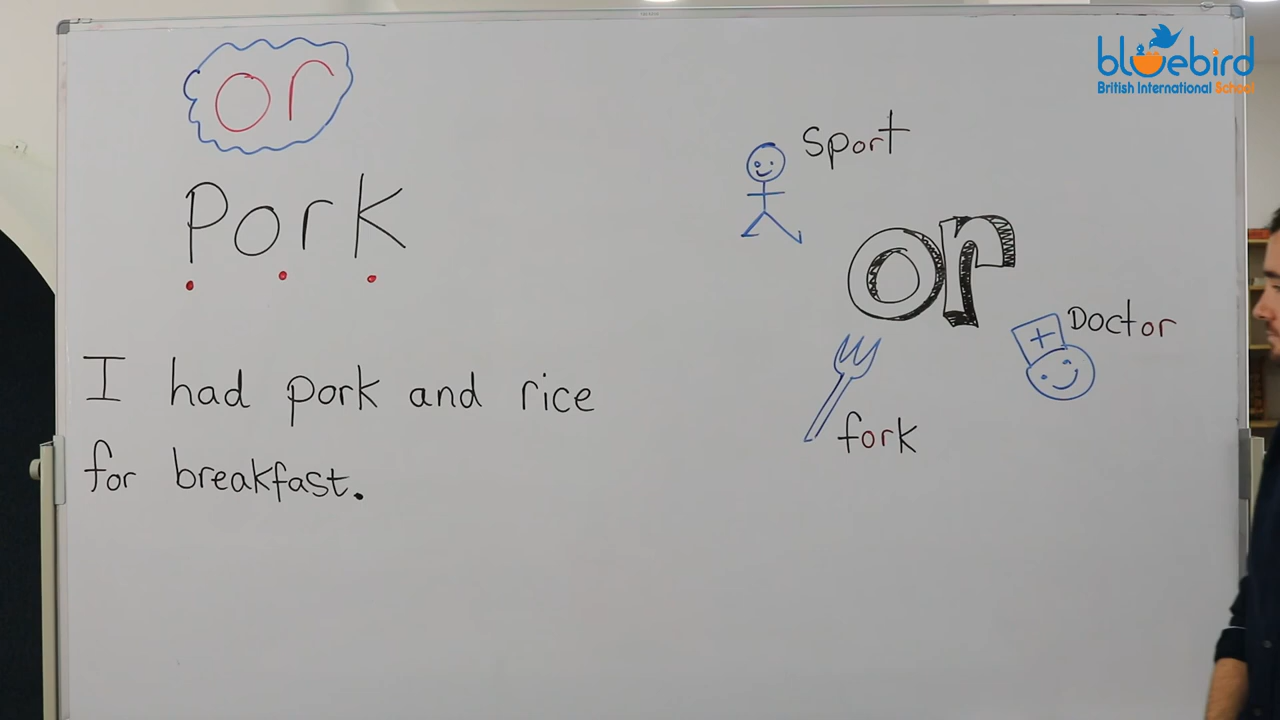 or
Pork
I had pork and rice
for breakfast.
sport
or
Doctor
fork
bluebird
British International School